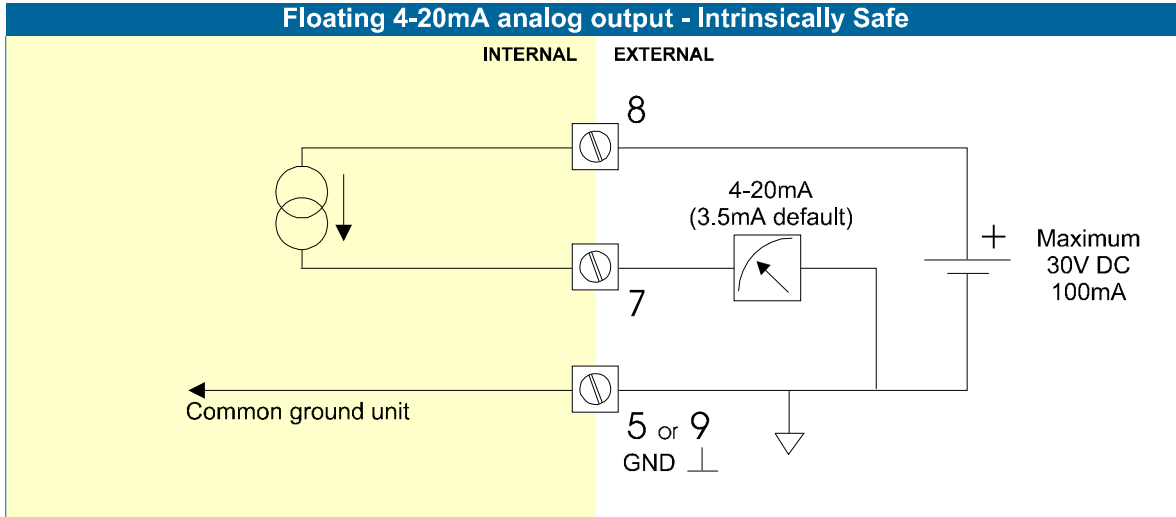 Floating 4-20mA analog output - Intrinsically Safe
INTERNAL EXTERNAL
8
4-20mA
(3.5mA default)
+
Maximum
30V DC
100mA
7
Common ground unit
5 or 9
GND